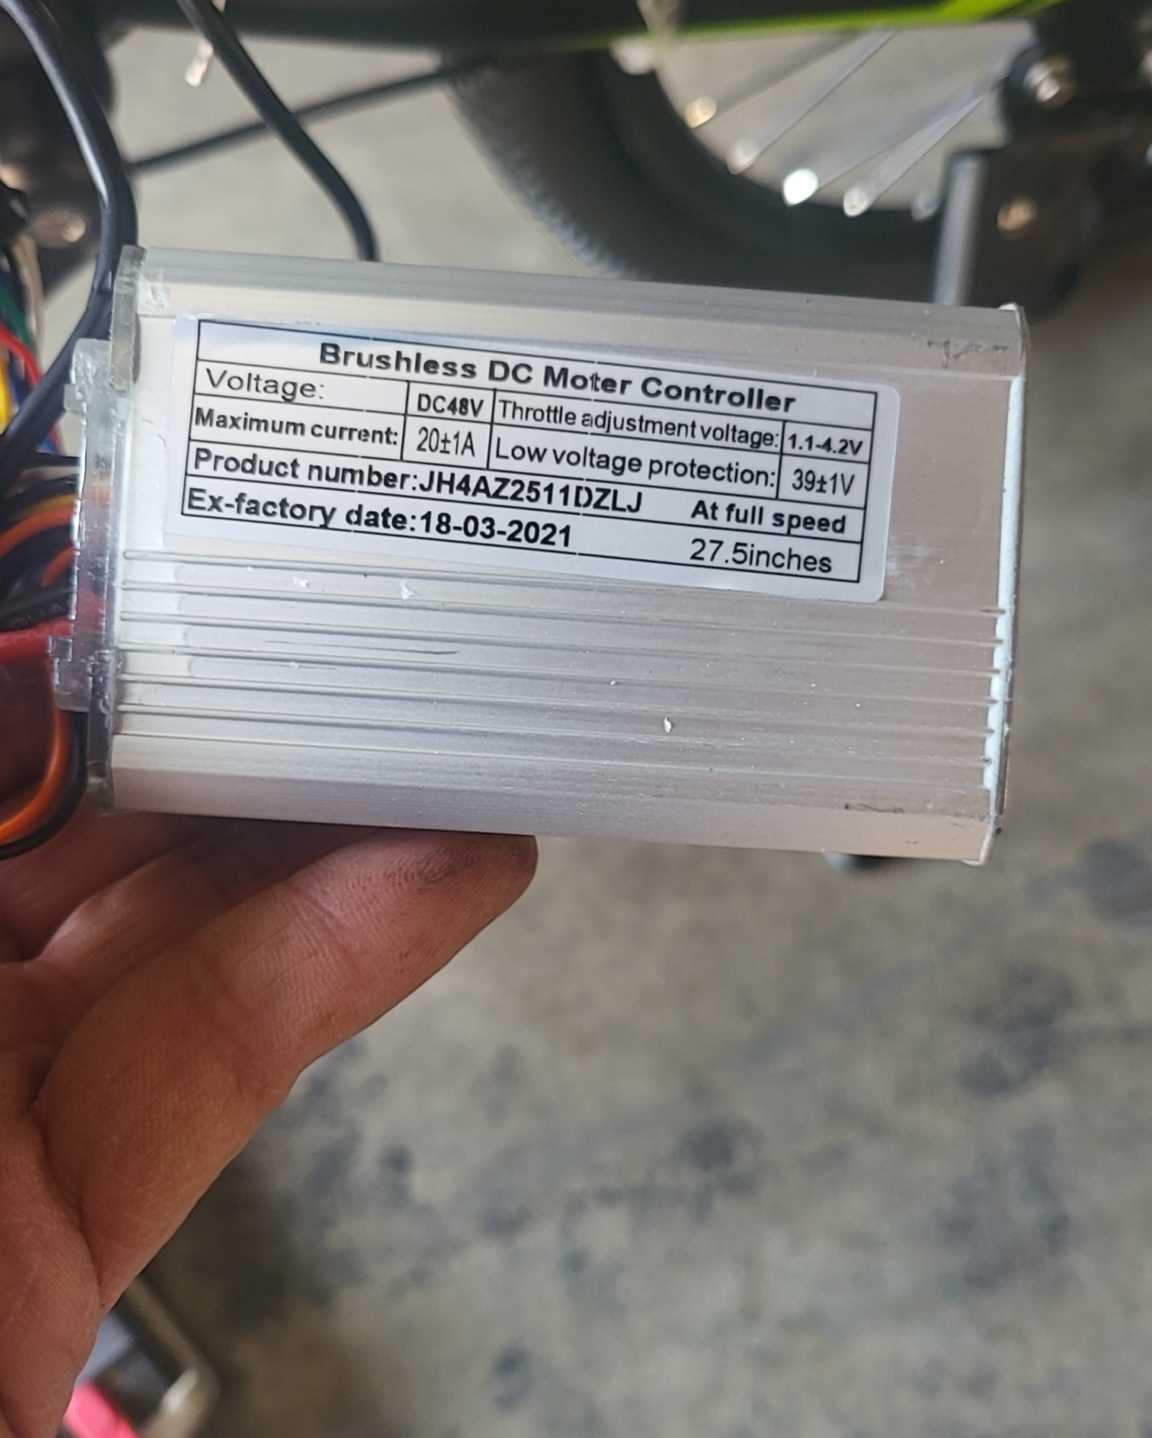 Brushless DC Moter Controller
Voltage: DC48V Throttle adjustment voltage: 1.1-4.2V
Maximum current: 20±1A Low voltage protection: 39±1V
Product number:JH4AZ2511DZLJ At full speed
Ex-factory date:18-03-2021 27.5inches